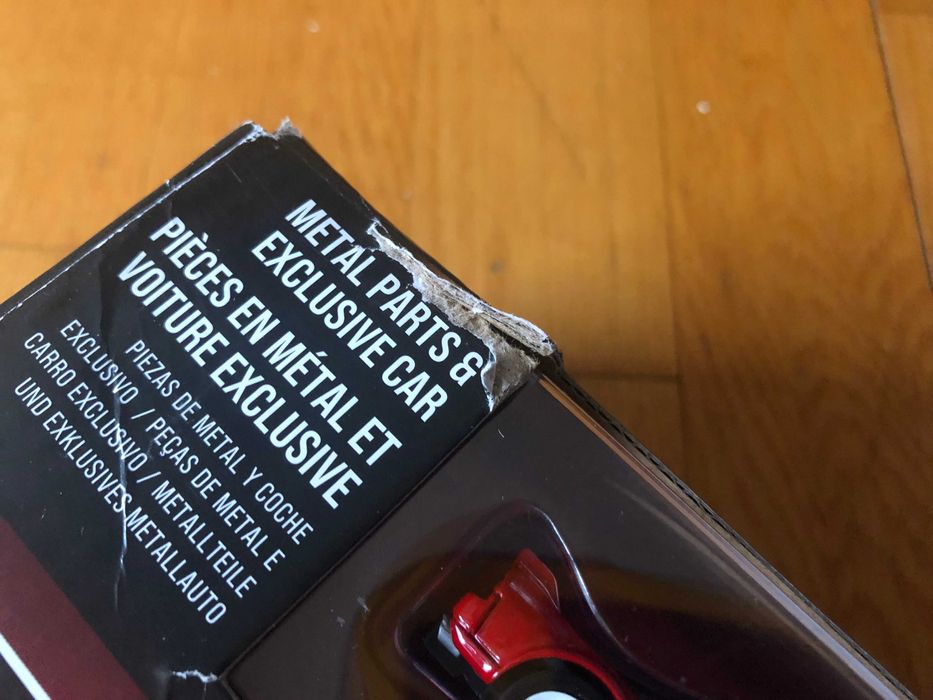 METAL PARTS &
EXCLUSIVE CAR
PIÈCES EN MÉTAL ET
VOITURE EXCLUSIVE
PIEZAS DE METAL Y COCHE
EXCLUSIVO / PEÇAS DE METAL E
CARRO EXCLUSIVO / METALLTEILE
UND EXKLUSIVES METALLAUTO